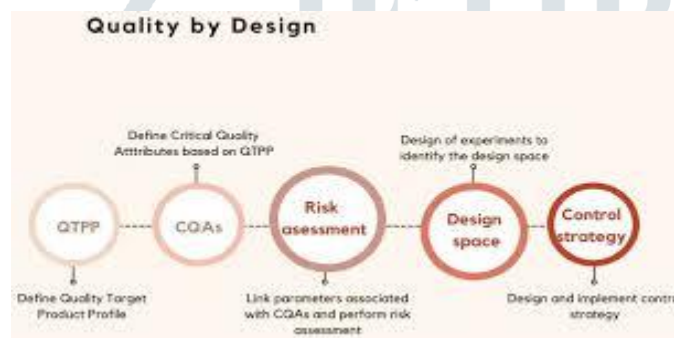 Quality by Design
Define Critical Quality
Atttributes based on QTPP
Design of experiments to
identify the design space
QTPP
CQAs
Risk
asessment
Design
space
Control
strategy
Define Quality Target
Product Profile
Link parameters associated
with CQAs and perform risk
assessment
Design and implement contr
strategy